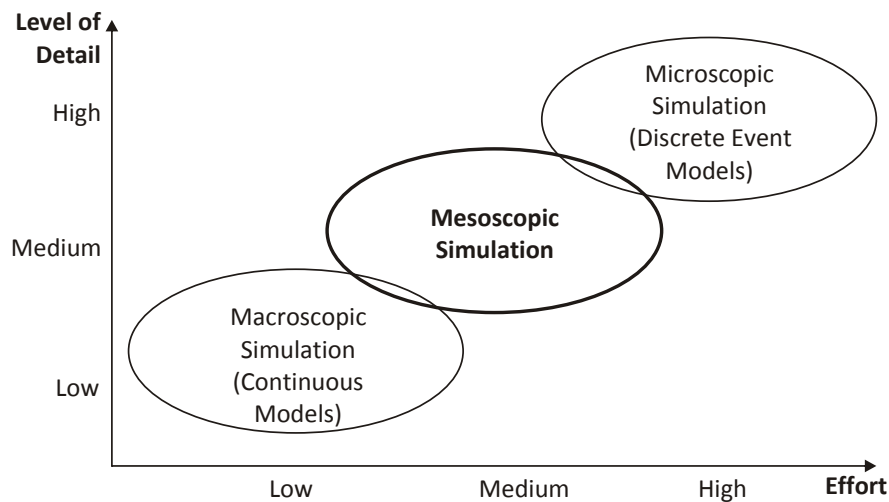 Level of
Detail
High
Medium
Low
Microscopic
Simulation
(Discrete Event
Models)
Mesoscopic
Simulation
Macroscopic
Simulation
(Continuous
Models)
Low
Medium
High
Effort